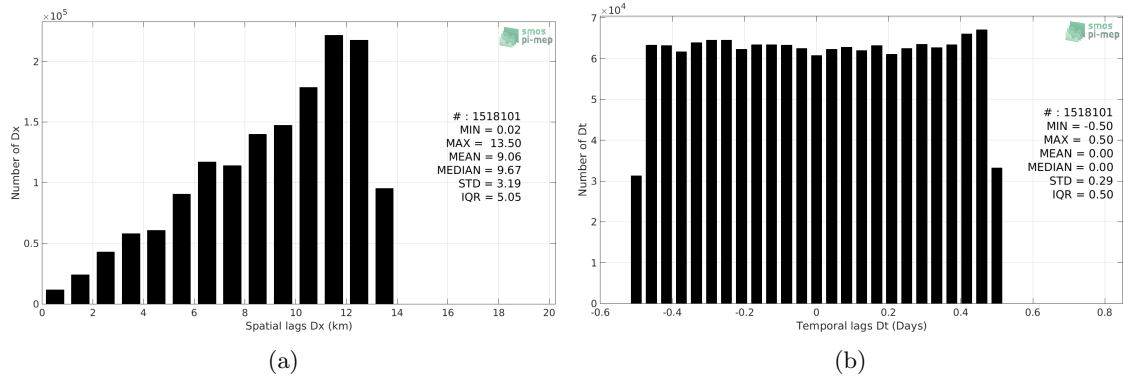 ×10⁵
smos
pi-mep
Number of Dx
2
1.5
1
0.5
0
# : 1518101
MIN = 0.02
MAX = 13.50
MEAN = 9.06
MEDIAN = 9.67
STD = 3.19
IQR = 5.05
0 2 4 6 8 10 12 14 16 18 20
Spatial lags Dx (km)
(a)
×10⁴
smos
pi-mep
Number of Dt
7
6
5
4
3
2
1
0
# : 1518101
MIN = -0.50
MAX = 0.50
MEAN = 0.00
MEDIAN = 0.00
STD = 0.29
IQR = 0.50
-0.6 -0.4 -0.2 0 0.2 0.4 0.6 0.8
Temporal lags Dt (Days)
(b)